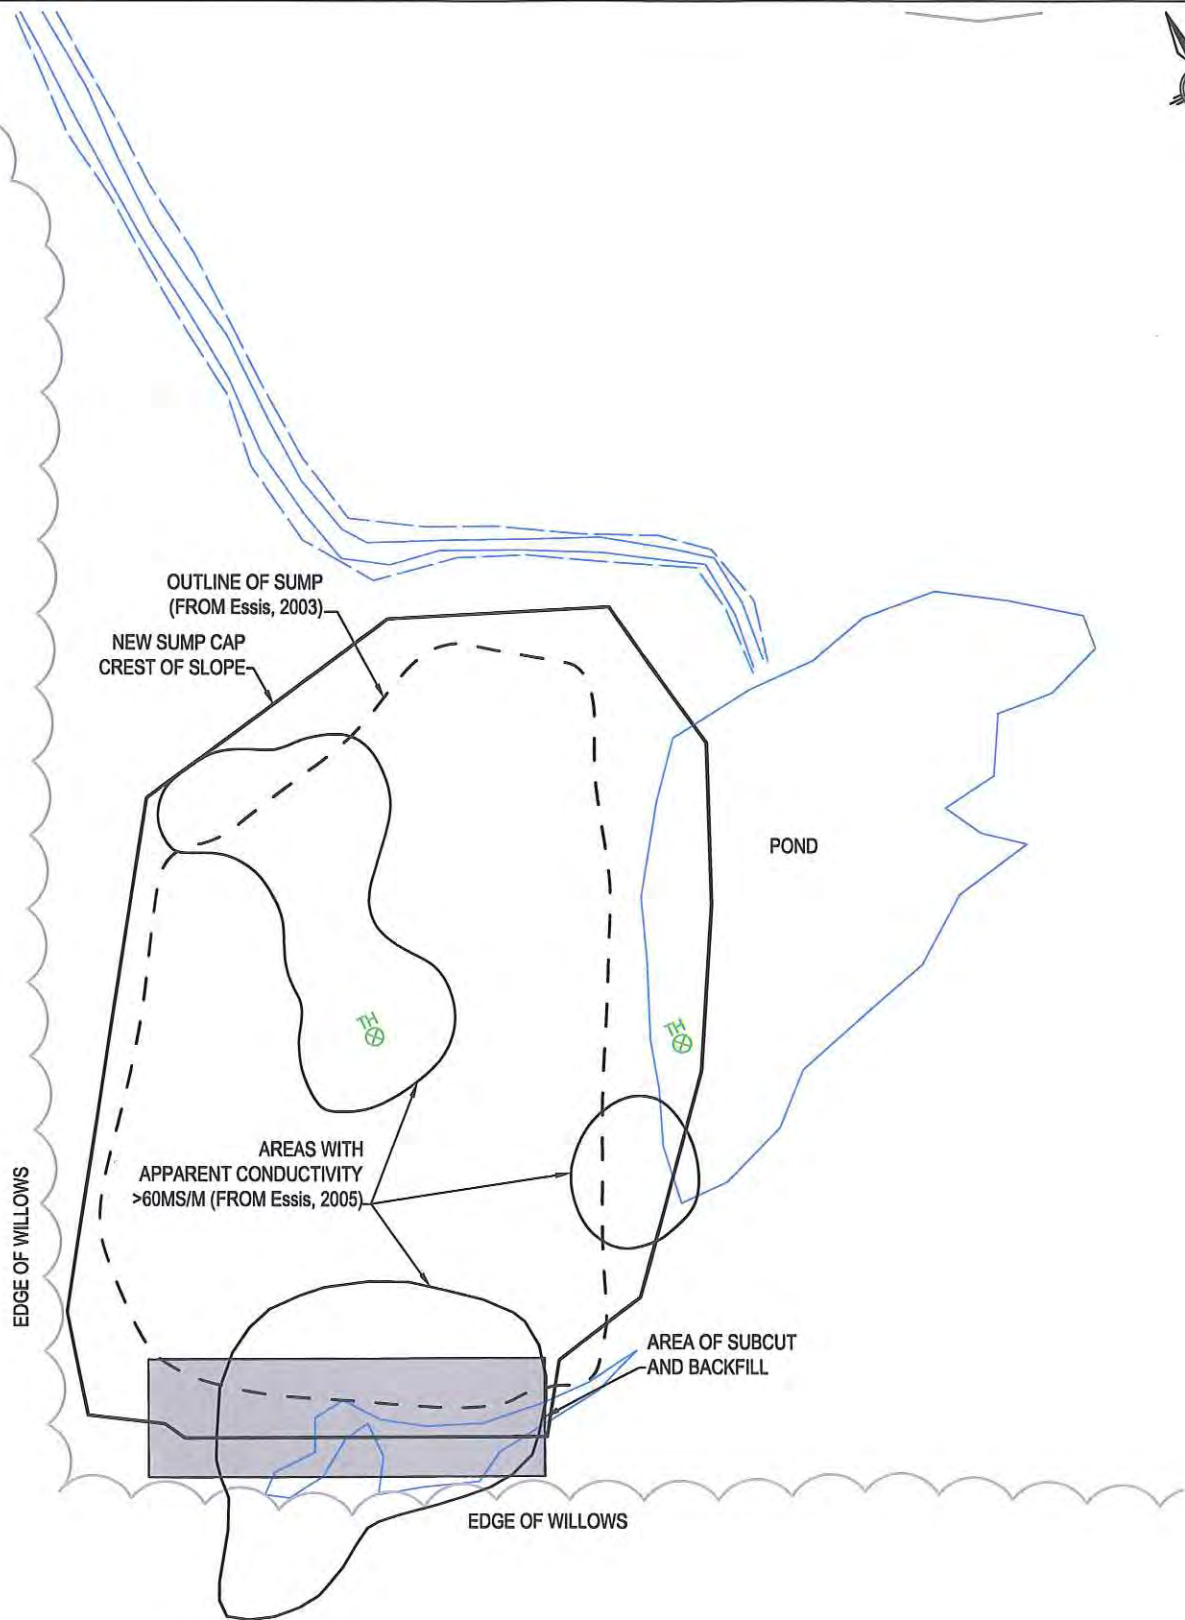 OUTLINE OF SUMP
(FROM Essis, 2003)
NEW SUMP CAP
CREST OF SLOPE
POND
TH
TH
AREAS WITH
APPARENT CONDUCTIVITY
>60MS/M (FROM Essis, 2005)
EDGE OF WILLOWS
AREA OF SUBCUT
AND BACKFILL
EDGE OF WILLOWS